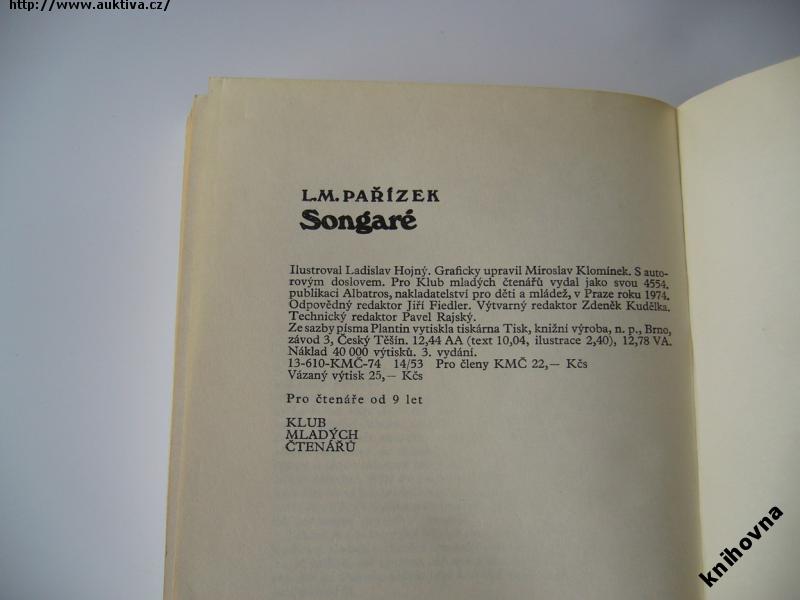 http://www.auktiva.cz/
L.M. PAŘÍZEK
Songaré
Ilustroval Ladislav Hojný. Graficky upravil Miroslav Klomínek. S auto-
rovým doslovem. Pro Klub mladých čtenářů vydal jako svou 4554.
publikaci Albatros, nakladatelství pro děti a mládež, v Praze roku 1974.
Odpovědný redaktor Jiří Fiedler. Výtvarný redaktor Zdeněk Kudělka.
Technický redaktor Pavel Rajský.
Ze sazby písma Plantin vytiskla tiskárna Tisk, knižní výroba, n. p., Brno,
závod 3, Český Těšín. 12,44 AA (text 10,04, ilustrace 2,40), 12,78 VA.
Náklad 40 000 výtisků. 3. vydání.
13-610-KMČ-74 14/53 Pro členy KMČ 22,— Kčs
Vázaný výtisk 25,— Kčs
Pro čtenáře od 9 let
KLUB
MLADÝCH
ČTENÁŘŮ
knihovna